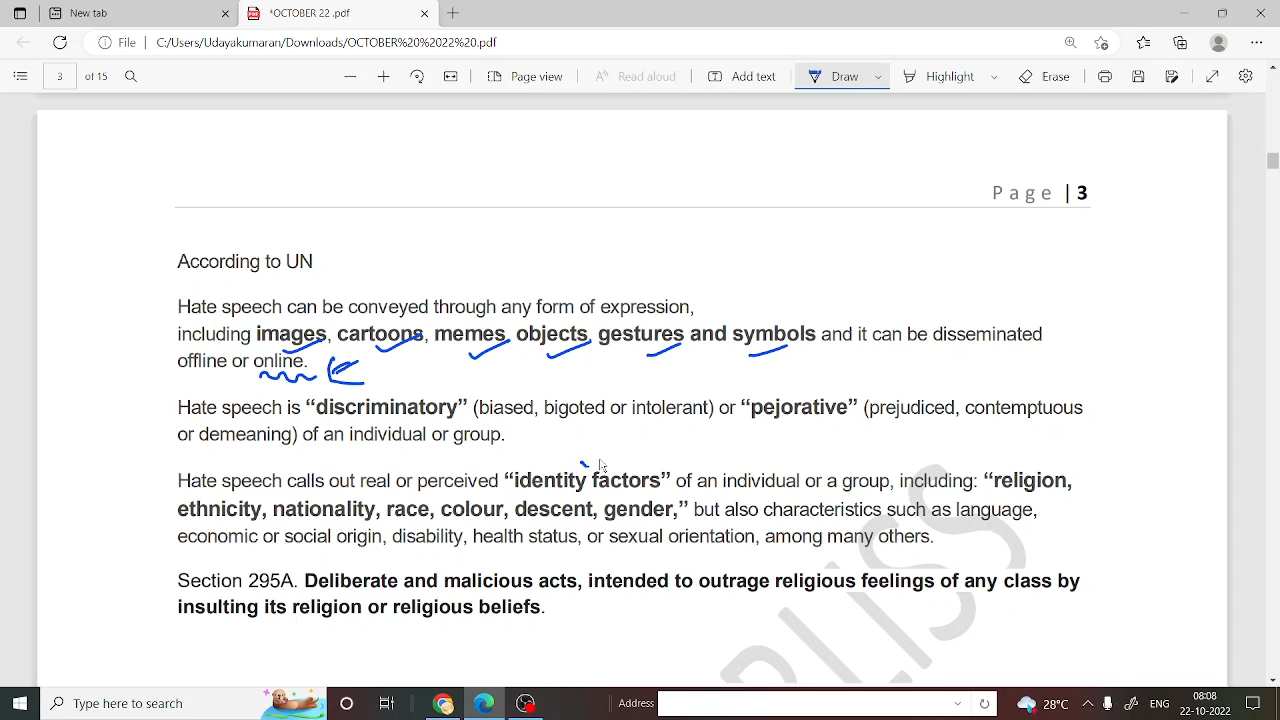 New tab
*OCTOBER 22 .pdf
File | C:/Users/Udayakumaran/Downloads/OCTOBER%20%2022%20.pdf
3 of 15
Page view
Read aloud
Add text
Draw
Highlight
Erase
Page | 3
According to UN
Hate speech can be conveyed through any form of expression,
including images, cartoons, memes, objects, gestures and symbols and it can be disseminated
offline or online.
Hate speech is “discriminatory” (biased, bigoted or intolerant) or “pejorative” (prejudiced, contemptuous
or demeaning) of an individual or group.
Hate speech calls out real or perceived “identity factors” of an individual or a group, including: “religion,
ethnicity, nationality, race, colour, descent, gender,” but also characteristics such as language,
economic or social origin, disability, health status, or sexual orientation, among many others.
Section 295A. Deliberate and malicious acts, intended to outrage religious feelings of any class by
insulting its religion or religious beliefs.
Type here to search
Address
28°C
ENG
08:08
22-10-2022